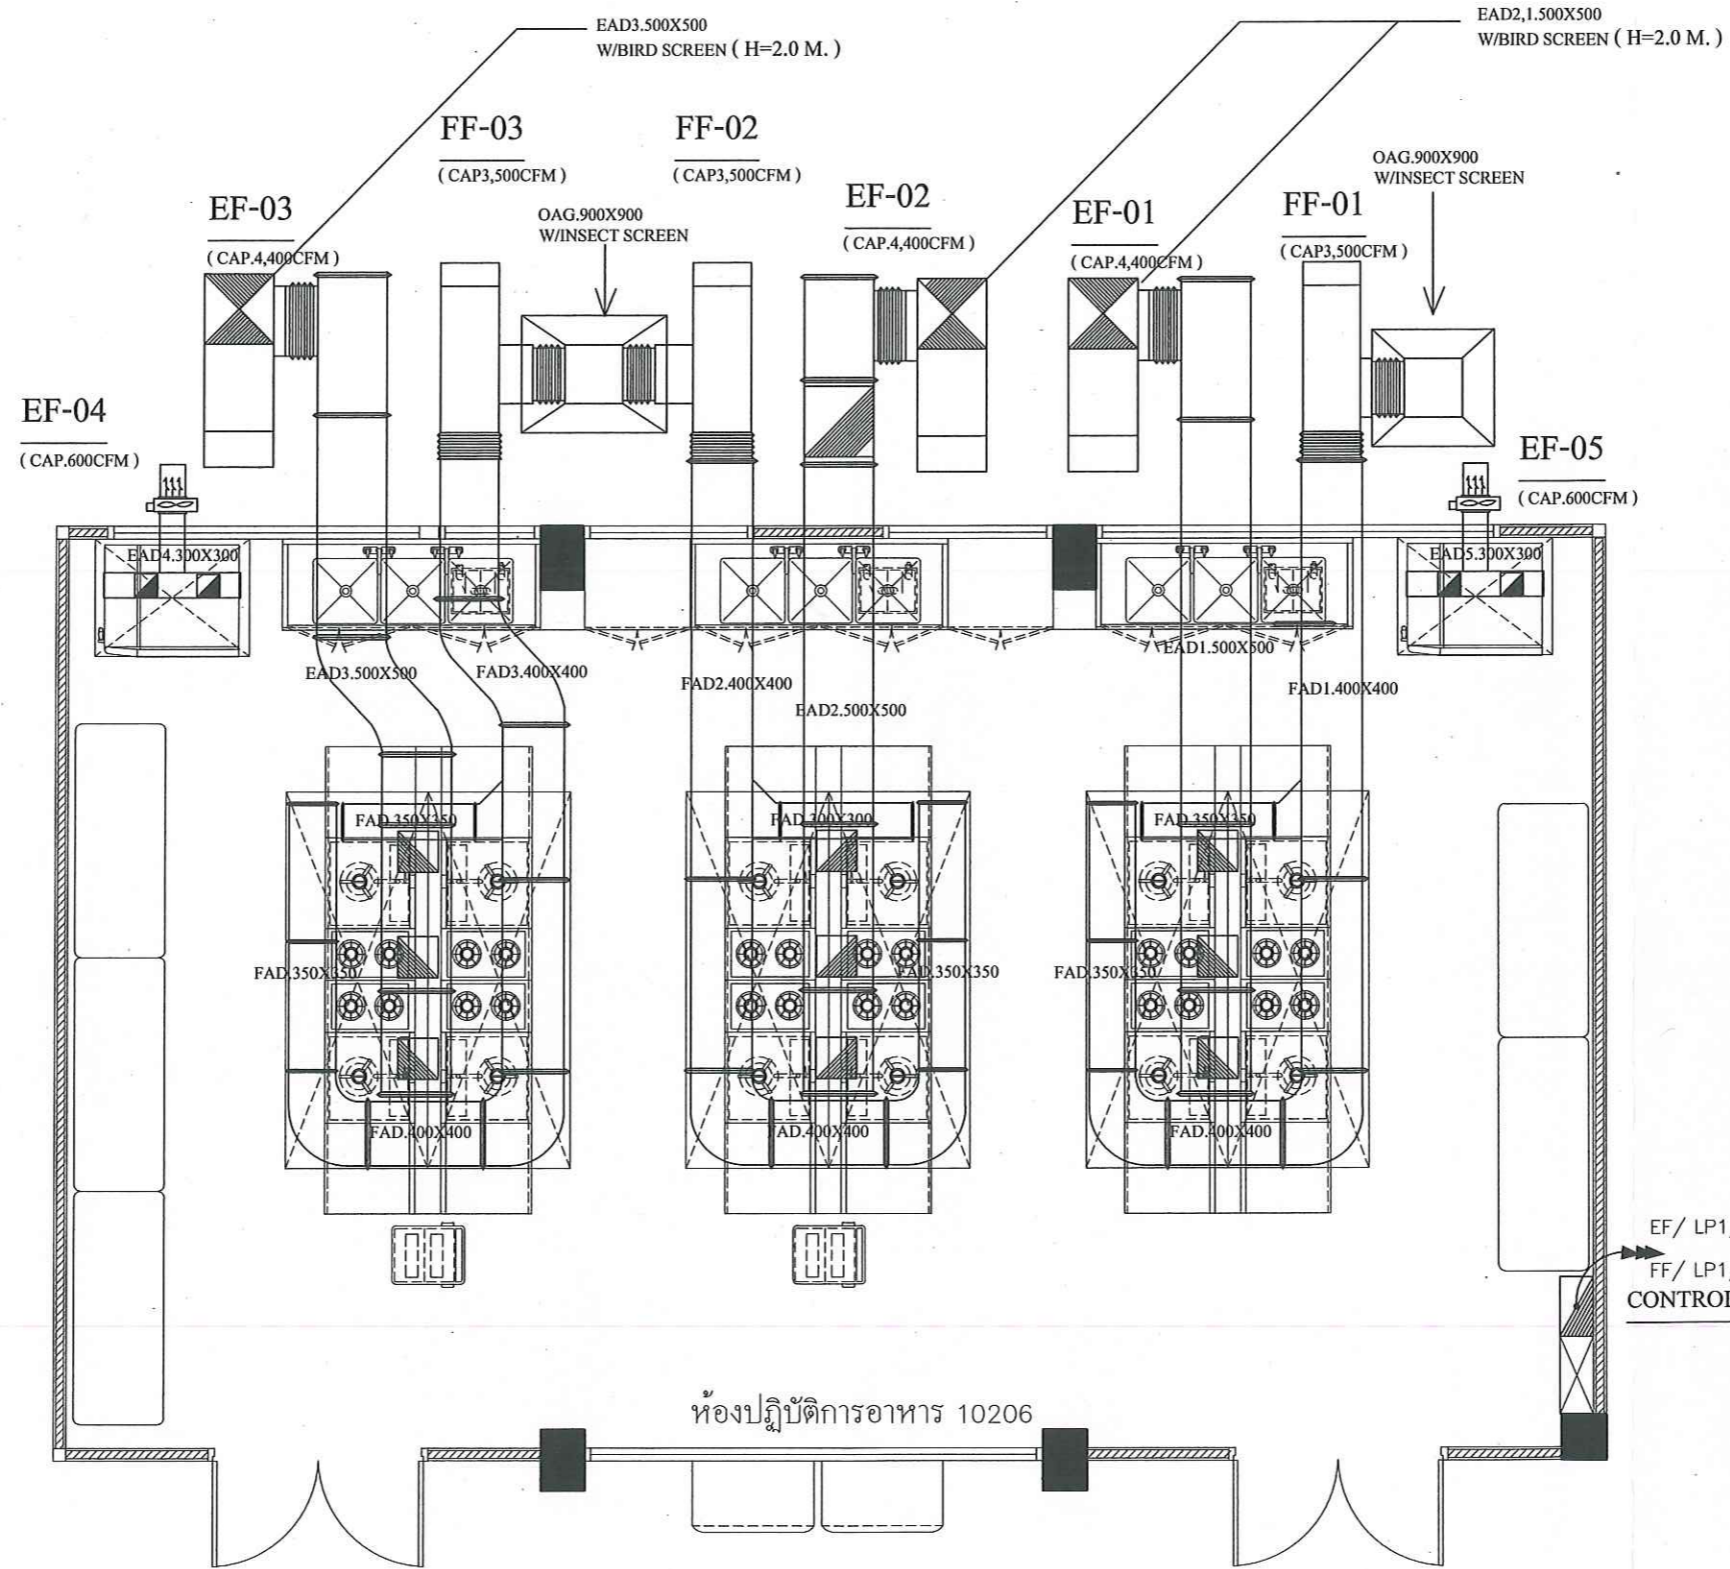 EAD3.500X500
W/BIRD SCREEN ( H=2.0 M. )
EAD2,1.500X500
W/BIRD SCREEN ( H=2.0 M. )
FF-03
( CAP3,500CFM )
FF-02
( CAP3,500CFM )
OAG.900X900
W/INSECT SCREEN
EF-03
( CAP.4,400CFM )
OAG.900X900
W/INSECT SCREEN
EF-02
( CAP.4,400CFM )
EF-01
( CAP.4,400CFM )
FF-01
( CAP3,500CFM )
EF-04
( CAP.600CFM )
EF-05
( CAP.600CFM )
EAD4.300X300
EAD5.300X300
EAD3.500X500
FAD3.400X400
FAD2.400X400
EAD2.500X500
EAD1.500X500
FAD1.400X400
FAD.350X350
FAD.300X300
FAD.350X350
FAD.350X350
FAD.350X350
FAD.350X350
FAD.400X400
FAD.400X400
FAD.400X400
EF/ LP1,
FF/ LP1,
CONTROL
ห้องปฏิบัติการอาหาร 10206